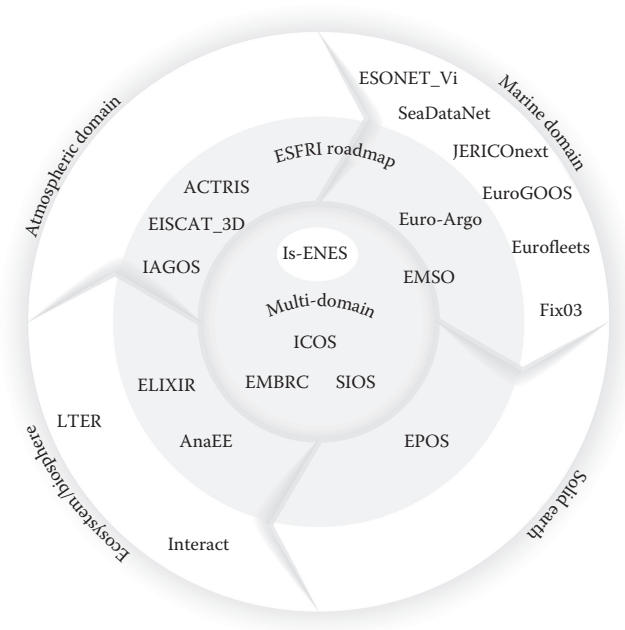 Atmospheric domain
Marine domain
ESONET_Vi
SeaDataNet
JERICOnext
EuroGOOS
Eurofleets
Fix03
ESFRI roadmap
ACTRIS
EISCAT_3D
IAGOS
Euro-Argo
EMSO
Is-ENES
Multi-domain
ICOS
EMBRC SIOS
ELIXIR
AnaEE
EPOS
LTER
Interact
Ecosystem/biosphere
Solid earth